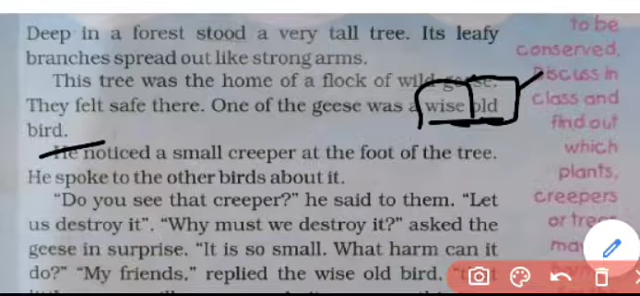 Deep in a forest stood a very tall tree. Its leafy
branches spread out like strong arms.
This tree was the home of a flock of wild geese.
They felt safe there. One of the geese was a wise old
bird.
He noticed a small creeper at the foot of the tree.
He spoke to the other birds about it.
"Do you see that creeper?" he said to them. "Let
us destroy it". "Why must we destroy it?" asked the
geese in surprise. "It is so small. What harm can it
do?" "My friends," replied the wise old bird,
to be
conserved.
Discuss in
class and
find out
which
plants,
creepers
or trees
may